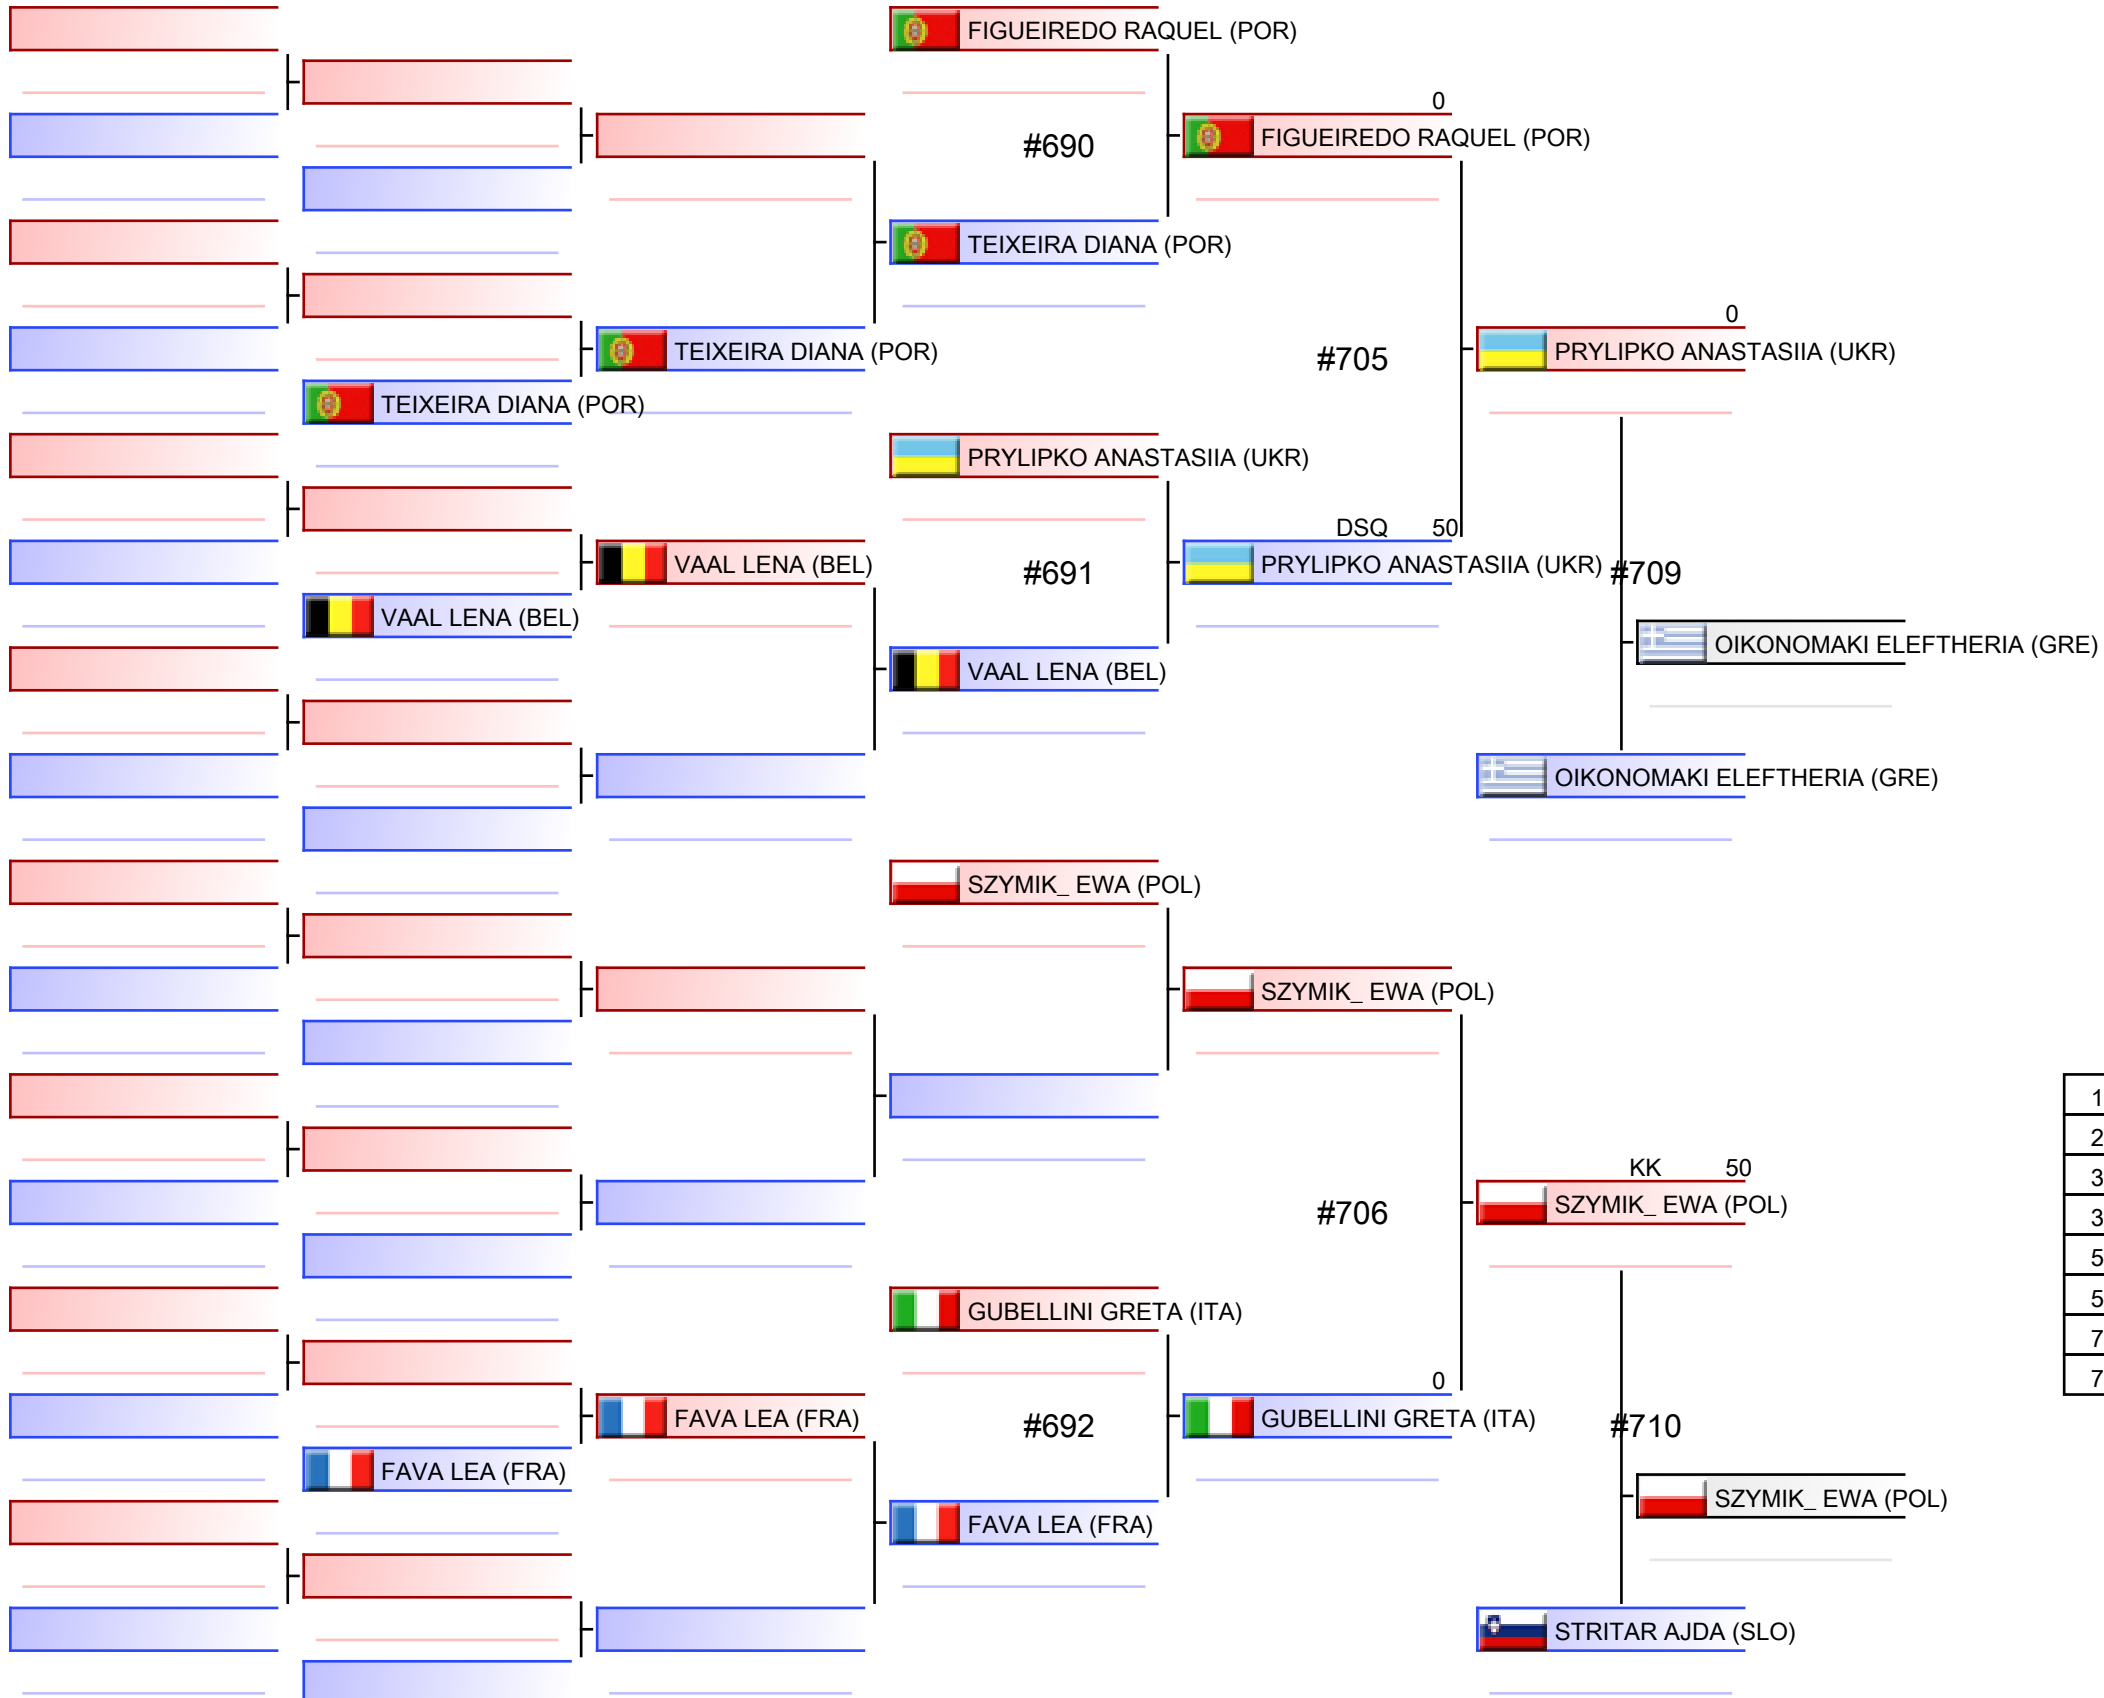 FIGUEIREDO RAQUEL (POR)
0
#690
FIGUEIREDO RAQUEL (POR)
TEIXEIRA DIANA (POR)
0
TEIXEIRA DIANA (POR)
#705
PRYLIPKO ANASTASIIA (UKR)
TEIXEIRA DIANA (POR)
PRYLIPKO ANASTASIIA (UKR)
DSQ 50
VAAL LENA (BEL)
#691
PRYLIPKO ANASTASIIA (UKR)
#709
VAAL LENA (BEL)
VAAL LENA (BEL)
OIKONOMAKI ELEFTHERIA (GRE)
OIKONOMAKI ELEFTHERIA (GRE)
SZYMIK_ EWA (POL)
SZYMIK_ EWA (POL)
1
2
KK 50
3
#706
SZYMIK_ EWA (POL)
3
5
5
GUBELLINI GRETA (ITA)
7
0
7
FAVA LEA (FRA)
#692
GUBELLINI GRETA (ITA)
#710
FAVA LEA (FRA)
SZYMIK_ EWA (POL)
FAVA LEA (FRA)
STRITAR AJDA (SLO)